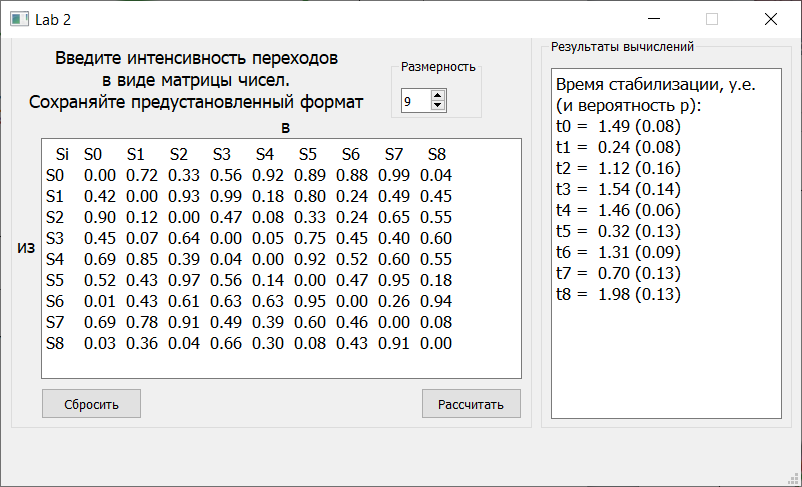 Lab 2
Введите интенсивность переходов
в виде матрицы чисел.
Сохраняйте предустановленный формат
Размерность
9
в
из
Si S0 S1 S2 S3 S4 S5 S6 S7 S8
S0 0.00 0.72 0.33 0.56 0.92 0.89 0.88 0.99 0.04
S1 0.42 0.00 0.93 0.99 0.18 0.80 0.24 0.49 0.45
S2 0.90 0.12 0.00 0.47 0.08 0.33 0.24 0.65 0.55
S3 0.45 0.07 0.64 0.00 0.05 0.75 0.45 0.40 0.60
S4 0.69 0.85 0.39 0.04 0.00 0.92 0.52 0.60 0.55
S5 0.52 0.43 0.97 0.56 0.14 0.00 0.47 0.95 0.18
S6 0.01 0.43 0.61 0.63 0.63 0.95 0.00 0.26 0.94
S7 0.69 0.78 0.91 0.49 0.39 0.60 0.46 0.00 0.08
S8 0.03 0.36 0.04 0.66 0.30 0.08 0.43 0.91 0.00
Сбросить
Рассчитать
Результаты вычислений
Время стабилизации, у.е.
(и вероятность p):
t0 = 1.49 (0.08)
t1 = 0.24 (0.08)
t2 = 1.12 (0.16)
t3 = 1.54 (0.14)
t4 = 1.46 (0.06)
t5 = 0.32 (0.13)
t6 = 1.31 (0.09)
t7 = 0.70 (0.13)
t8 = 1.98 (0.13)